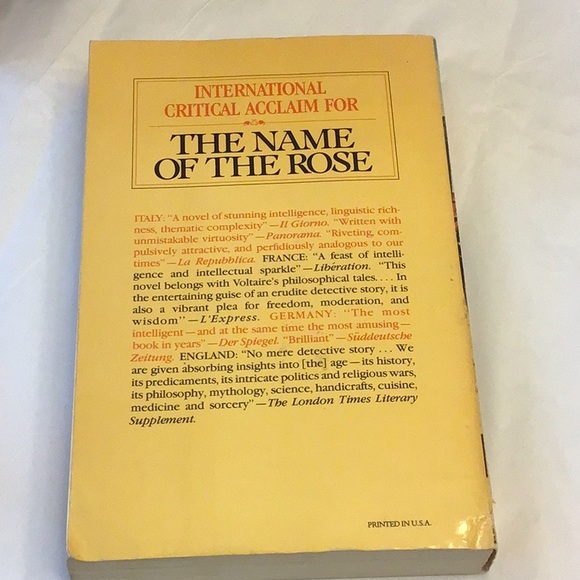 INTERNATIONAL
CRITICAL ACCLAIM FOR
THE NAME
OF THE ROSE
ITALY: “A novel of stunning intelligence, linguistic rich-
ness, thematic complexity”—Il Giorno. “Written with
unmistakable virtuosity”—Panorama. “Riveting, com-
pulsively attractive, and perfidiously analogous to our
times”—La Repubblica. FRANCE: “A feast of intelli-
gence and intellectual sparkle”—Libération. “This
novel belongs with Voltaire's philosophical tales. . . . In
the entertaining guise of an erudite detective story, it is
also a vibrant plea for freedom, moderation, and
wisdom”—L'Express. GERMANY: “The most
intelligent—and at the same time the most amusing—
book in years”—Der Spiegel. “Brilliant”—Süddeutsche
Zeitung. ENGLAND: “No mere detective story . . . We
are given absorbing insights into [the] age—its history,
its predicaments, its intricate politics and religious wars,
its philosophy, mythology, science, handicrafts, cuisine,
medicine and sorcery”—The London Times Literary
Supplement.
PRINTED IN U.S.A.